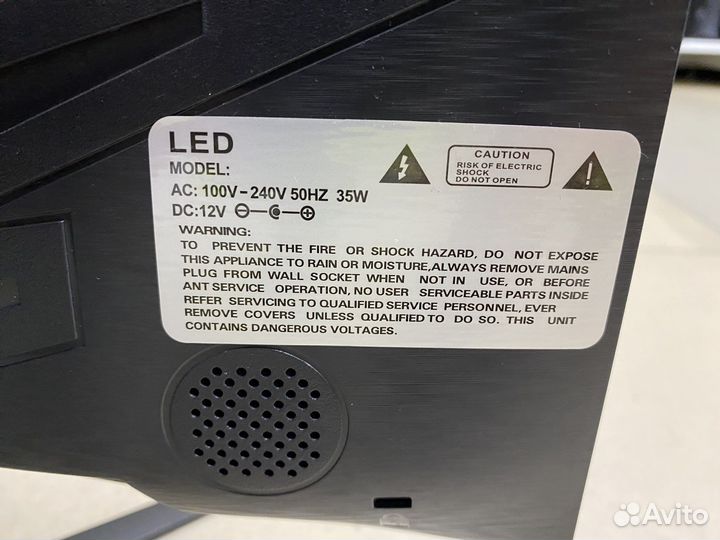 LED
MODEL:
AC: 100V-240V 50HZ 35W
DC:12V
CAUTION
RISK OF ELECTRIC
SHOCK
DO NOT OPEN
WARNING:
TO PREVENT THE FIRE OR SHOCK HAZARD, DO NOT EXPOSE
THIS APPLIANCE TO RAIN OR MOISTURE,ALWAYS REMOVE MAINS
PLUG FROM WALL SOCKET WHEN NOT IN USE, OR BEFORE
ANT SERVICE OPERATION, NO USER SERVICEABLE PARTS INSIDE
REFER SERVICING TO QUALIFIED SERVICE PERSONNEL, EVER
REMOVE COVERS UNLESS QUALIFIED TO DO SO. THIS UNIT
CONTAINS DANGEROUS VOLTAGES.
Avito